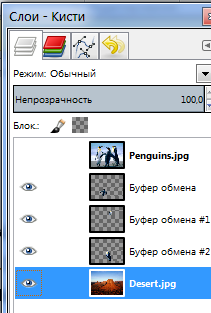 Слои - Кисти
Режим: Обычный
Непрозрачность 100,0
Блок.:
Penguins.jpg
Буфер обмена
Буфер обмена #1
Буфер обмена #2
Desert.jpg